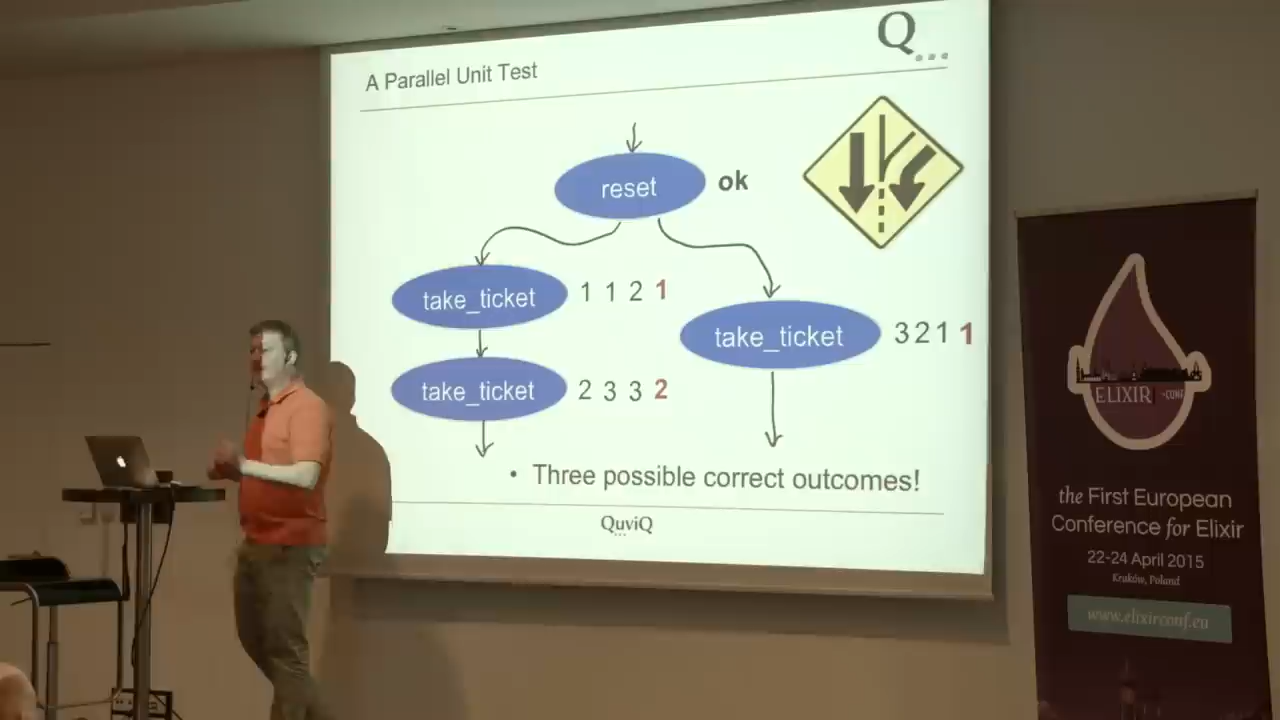 A Parallel Unit Test
Q...
reset
ok
take_ticket
1 1 2 1
take_ticket
3 2 1 1
take_ticket
2 3 3 2
• Three possible correct outcomes!
QuviQ
ELIXIR -CONF
the First European
Conference for Elixir
22-24 April 2015
Kraków, Poland
www.elixirconf.eu